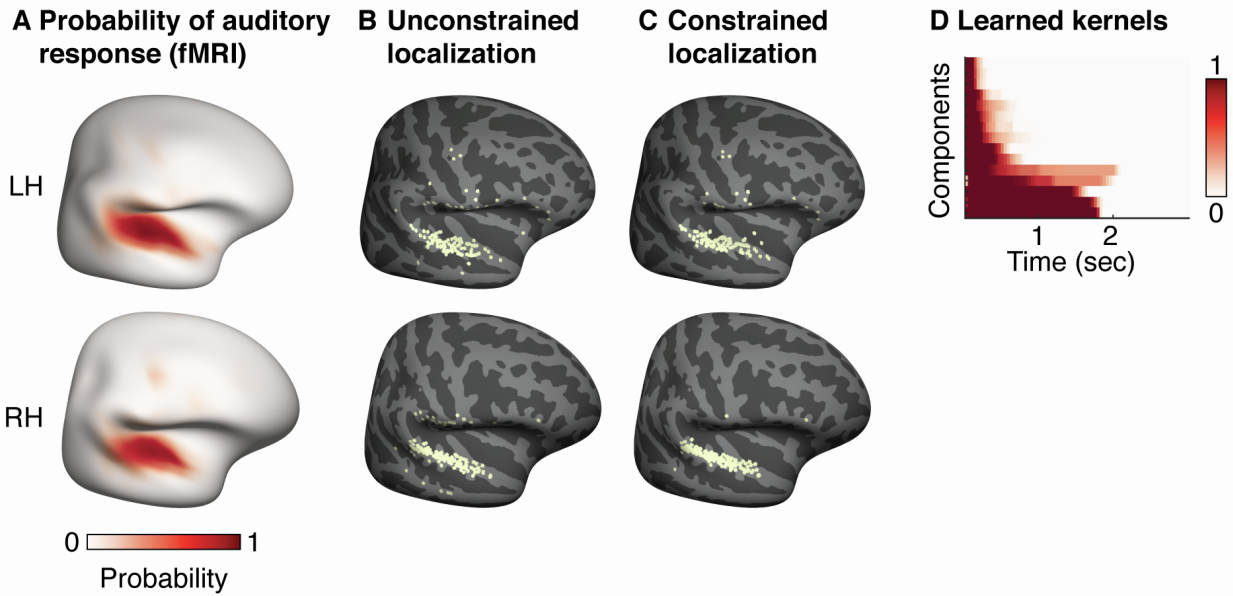 A Probability of auditory
response (fMRI)
B Unconstrained
localization
C Constrained
localization
D Learned kernels
LH
RH
0 1
Probability
Components
1 2
Time (sec)
1
0